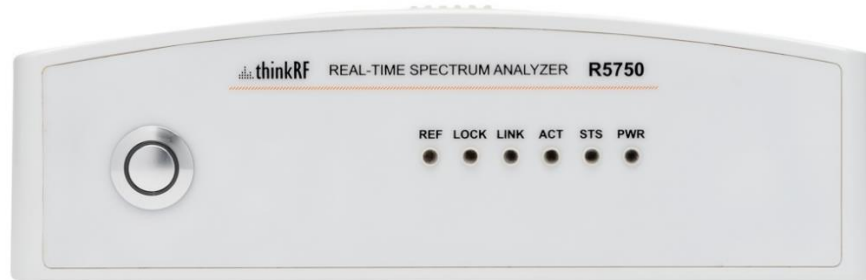 thinkRF REAL-TIME SPECTRUM ANALYZER R5750
REF LOCK LINK ACT STS PWR